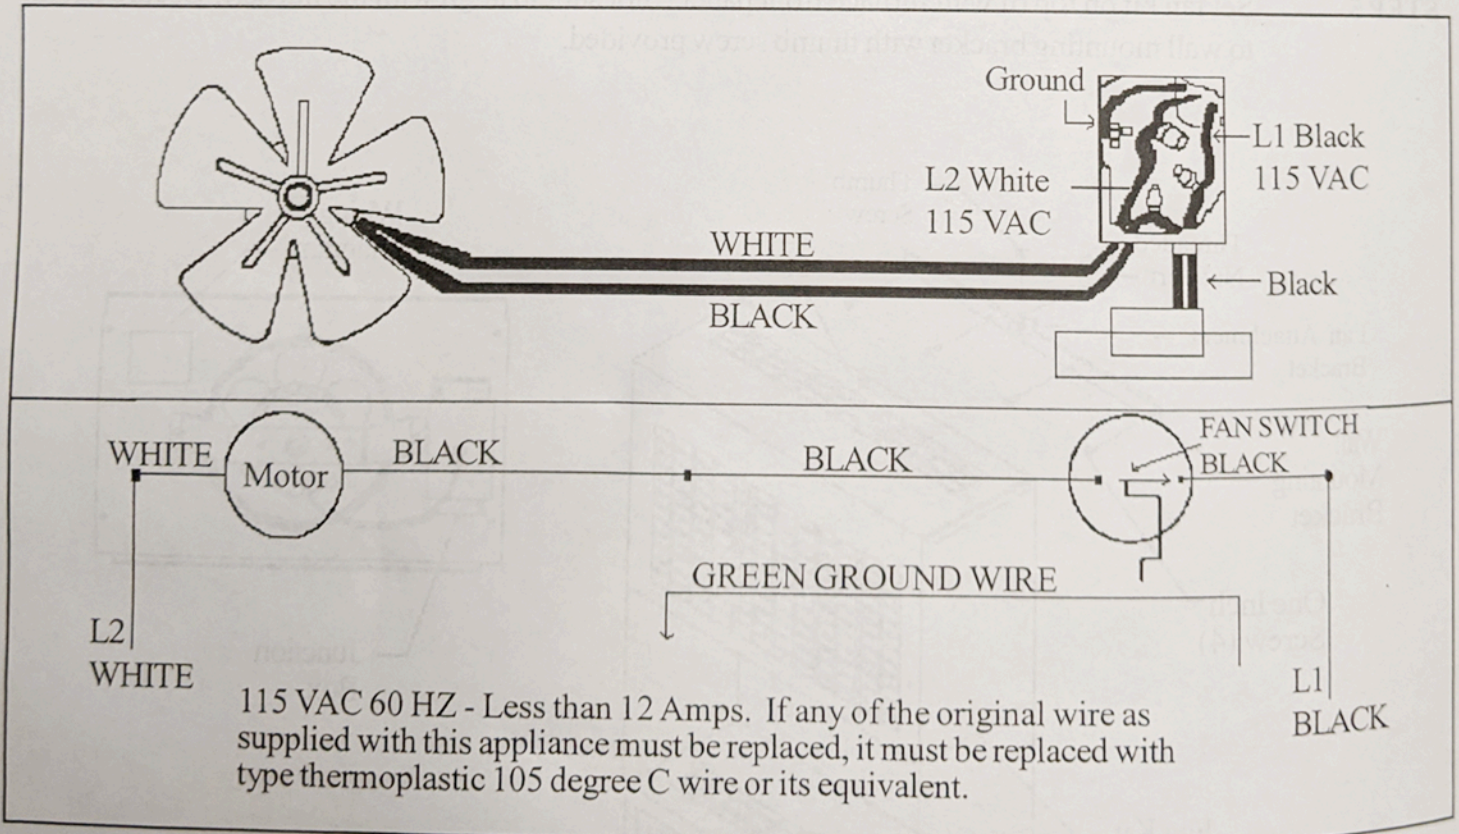 Ground
L1 Black
115 VAC
L2 White
115 VAC
WHITE
BLACK
Black
WHITE
Motor
BLACK
BLACK
FAN SWITCH
BLACK
GREEN GROUND WIRE
L2
WHITE
L1
BLACK
115 VAC 60 HZ - Less than 12 Amps. If any of the original wire as
supplied with this appliance must be replaced, it must be replaced with
type thermoplastic 105 degree C wire or its equivalent.